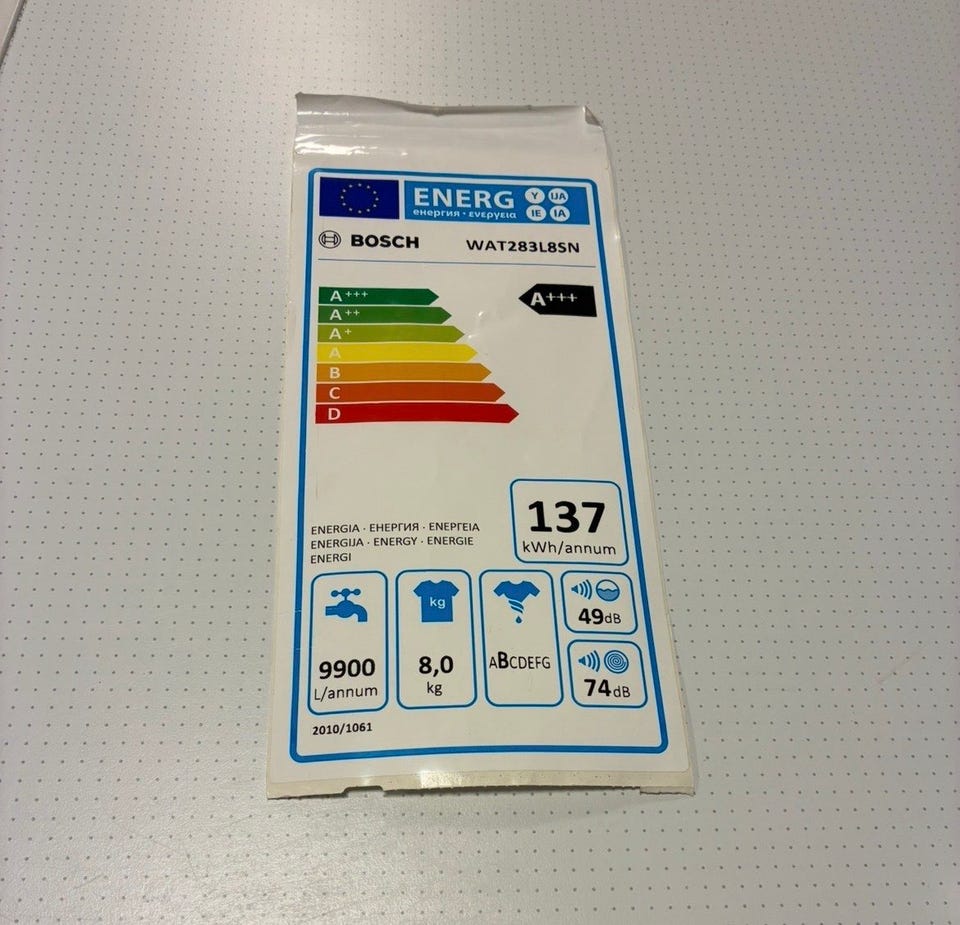 ENERG Y IJA
енергия · ενεργεια IE IA
BOSCH WAT283L8SN
A+++ A+++
A++
A+
A
B
C
D
137
kWh/annum
ENERGIA · ЕНЕРГИЯ · ΕΝΕΡΓΕΙΑ
ENERGIJA · ENERGY · ENERGIE
ENERGI
kg
9900
L/annum
8,0
kg
ABCDEFG
49dB
74dB
2010/1061